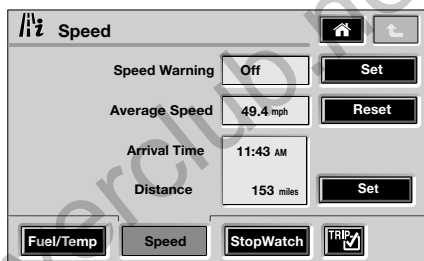 i Speed
Speed Warning Off Set
Average Speed 49.4 mph Reset
Arrival Time 11:43 AM
Distance 153 miles Set
Fuel/Temp Speed StopWatch TRIP